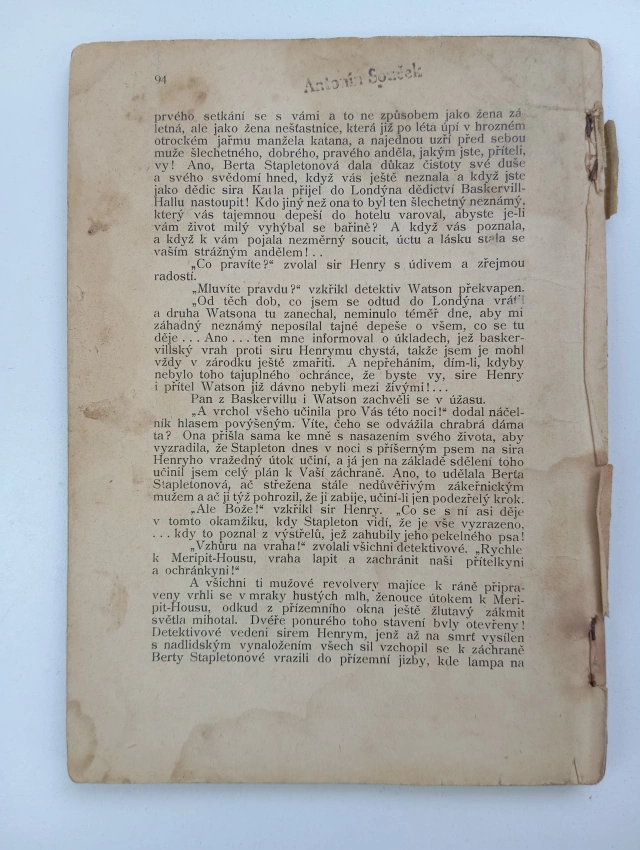 94
Antonín Souček
prvého setkání se s vámi a to ne způsobem jako žena zá
letná, ale jako žena nešťastnice, která již po léta úpí v hrozném
otrockém jařmu manžela katana, a najednou uzří před sebou
muže šlechetného, dobrého, pravého anděla, jakým jste, příteli,
vy! Ano, Berta Stapletonová dala důkaz čistoty své duše
a svého svědomí hned, když vás ještě neznala a když jste
jako dědic sira Karla přijel do Londýna dědictví Baskervill-
Hallu nastoupit! Kdo jiný než ona to byl ten šlechetný neznámý,
který vás tajemnou depeší do hotelu varoval, abyste je-li
vám život milý vyhýbal se bařině? A když vás poznala,
a když k vám pojala nezměrný soucit, úctu a lásku stala se
vaším strážným andělem! . .
„Co pravíte?“ zvolal sir Henry s údivem a zřejmou
radostí.
„Mluvíte pravdu?“ vzkřikl detektiv Watson překvapen.
„Od těch dob, co jsem se odtud do Londýna vrátil
a druha Watsona tu zanechal, neminulo téměř dne, aby mi
záhadný neznámý neposílal tajné depeše o všem, co se tu
děje . . . Ano . . . ten mne informoval o úkladech, jež basker-
villský vrah proti siru Henrymu chystá, takže jsem je mohl
vždy v zárodku ještě zmařiti. A nepřeháním, dím-li, kdyby
nebylo toho tajuplného ochránce, že byste vy, sire Henry
i přítel Watson již dávno nebyli mezi živými! . . .
Pan z Baskervillu i Watson zachvěli se v úžasu.
„A vrchol všeho učinila pro Vás této noci!“ dodal náčel-
ník hlasem povýšeným. Víte, čeho se odvážila chrabrá dáma
ta? Ona přišla sama ke mně s nasazením svého života, aby
vyzradila, že Stapleton dnes v noci s příšerným psem na sira
Henryho vražedný útok učiní, a já jen na základě sdělení toho
učinil jsem celý plán k Vaší záchraně. Ano, to udělala Berta
Stapletonová, ač střežena stále nedůvěřivým zákeřnickým
mužem a ač ji týž pohrozil, že ji zabije, učiní-li jen podezřelý krok.
„Ale Bože!“ vzkřikl sir Henry. „Co se s ní asi děje
v tomto okamžiku, kdy Stapleton vidí, že je vše vyzrazeno,
. . . . kdy to poznal z výstřelů, jež zahubily jeho pekelného psa!
„Vzhůru na vraha!“ zvolali všichni detektivové. „Rychle
k Meripit-Housu, vraha lapit a zachránit naši přítelkyni
a ochránkyni!“
A všichni ti mužové revolvery majíce k ráně připra-
veny vrhli se v mraky hustých mlh, ženouce útokem k Meri-
pit-Housu, odkud z přízemního okna ještě žlutavý zákmit
světla mihotal. Dvéře ponurého toho stavení byly otevřeny!
Detektivové vedeni sirem Henrym, jenž až na smrt vysílen
s nadlidským vynaložením všech sil vzchopil se k záchraně
Berty Stapletonové vrazili do přízemní jizby, kde lampa na